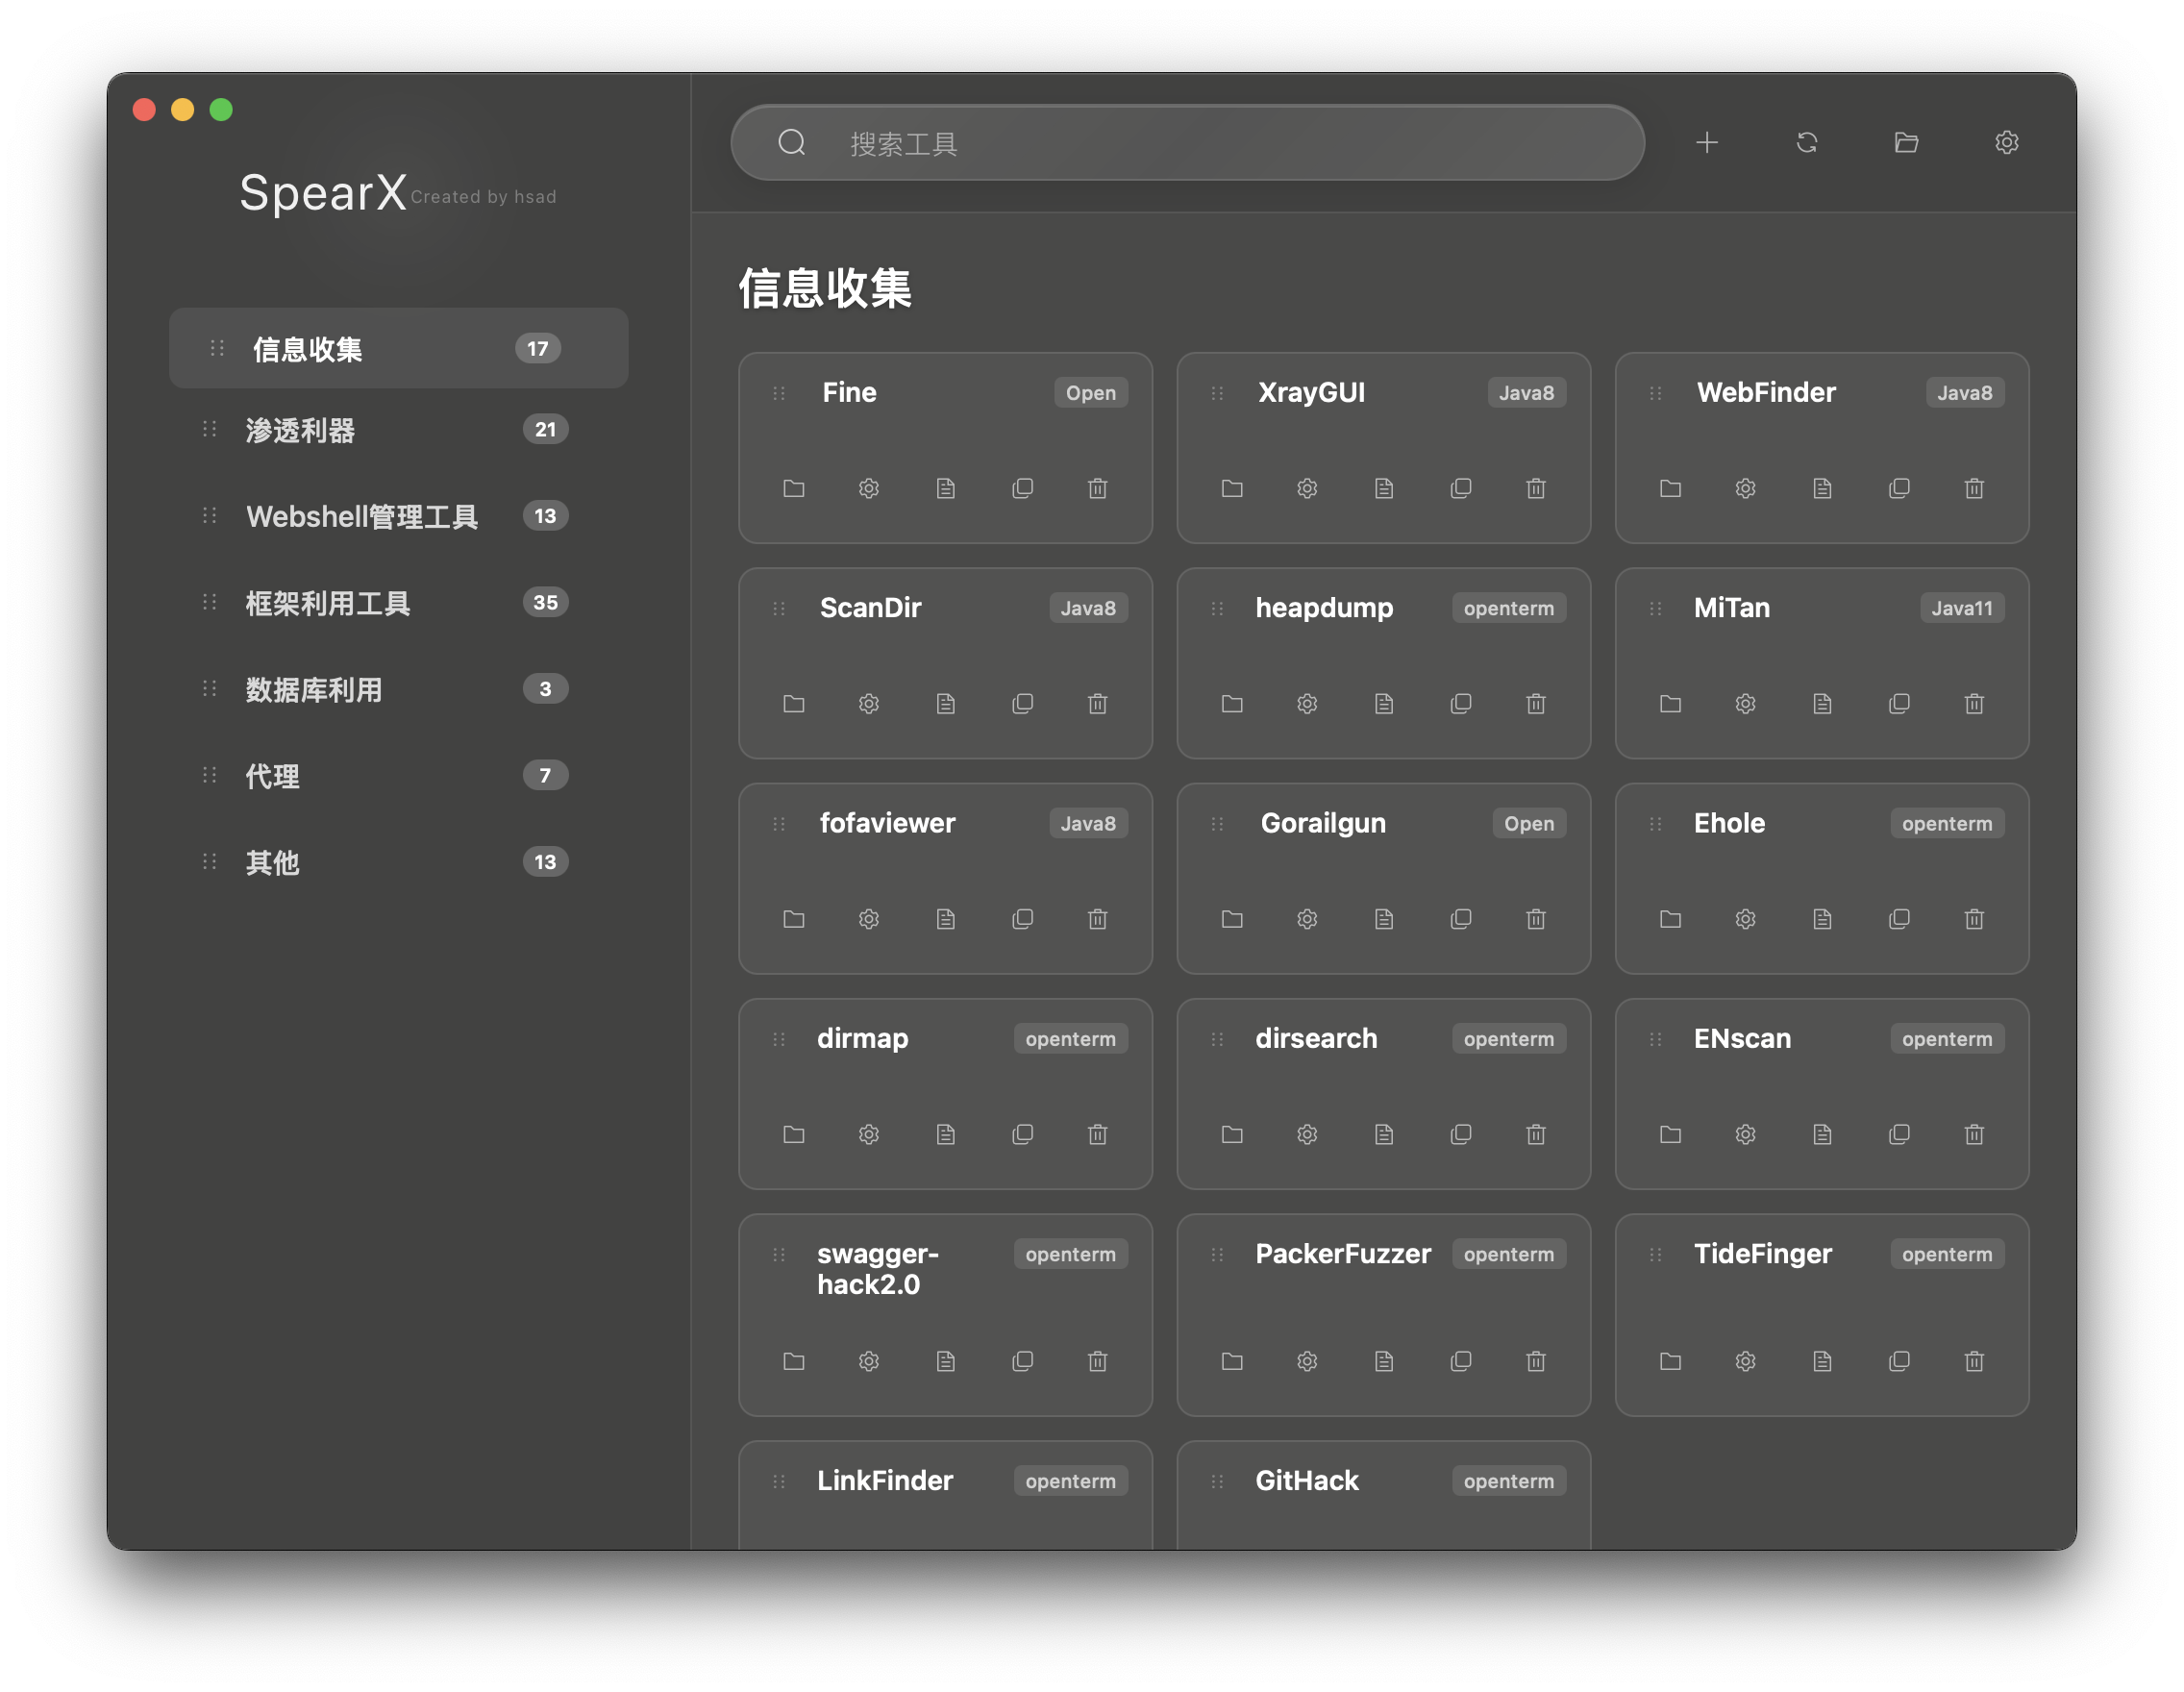 SpearX Created by hsad
信息收集 17
渗透利器 21
Webshell管理工具 13
框架利用工具 35
数据库利用 3
代理 7
其他 13
搜索工具
信息收集
Fine Open
XrayGUI Java8
WebFinder Java8
ScanDir Java8
heapdump openterm
MiTan Java11
fofaviewer Java8
Gorailgun Open
Ehole openterm
dirmap openterm
dirsearch openterm
ENscan openterm
swagger- openterm
hack2.0
PackerFuzzer openterm
TideFinger openterm
LinkFinder openterm
GitHack openterm